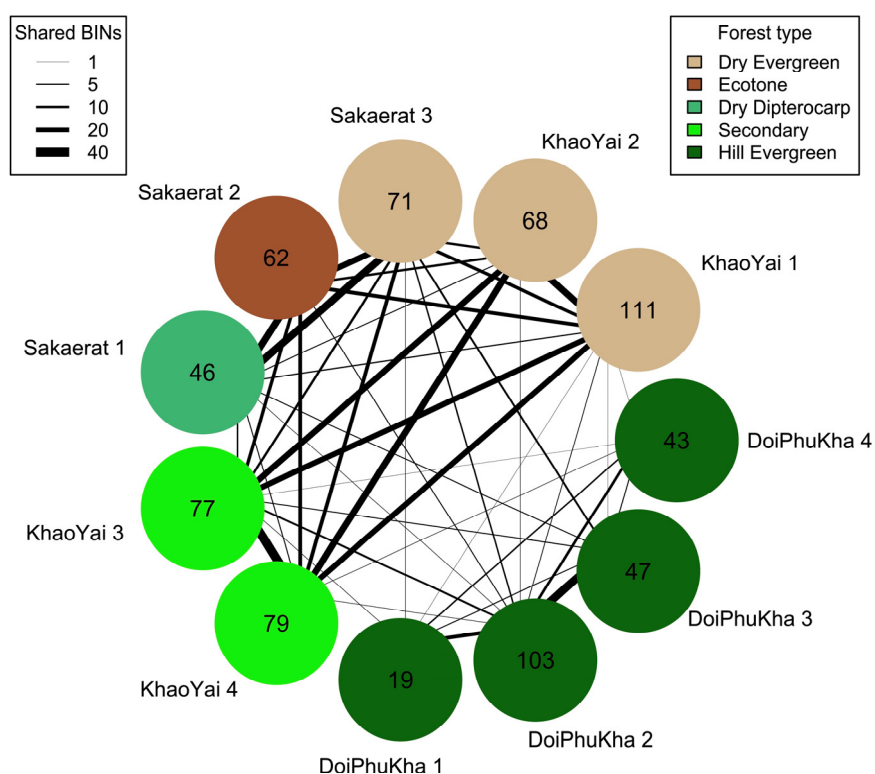 Shared BINs
1
5
10
20
40
Forest type
Dry Evergreen
Ecotone
Dry Dipterocarp
Secondary
Hill Evergreen
Sakaerat 3
71
KhaoYai 2
68
Sakaerat 2
62
KhaoYai 1
111
Sakaerat 1
46
DoiPhuKha 4
43
KhaoYai 3
77
DoiPhuKha 3
47
KhaoYai 4
79
DoiPhuKha 2
103
DoiPhuKha 1
19